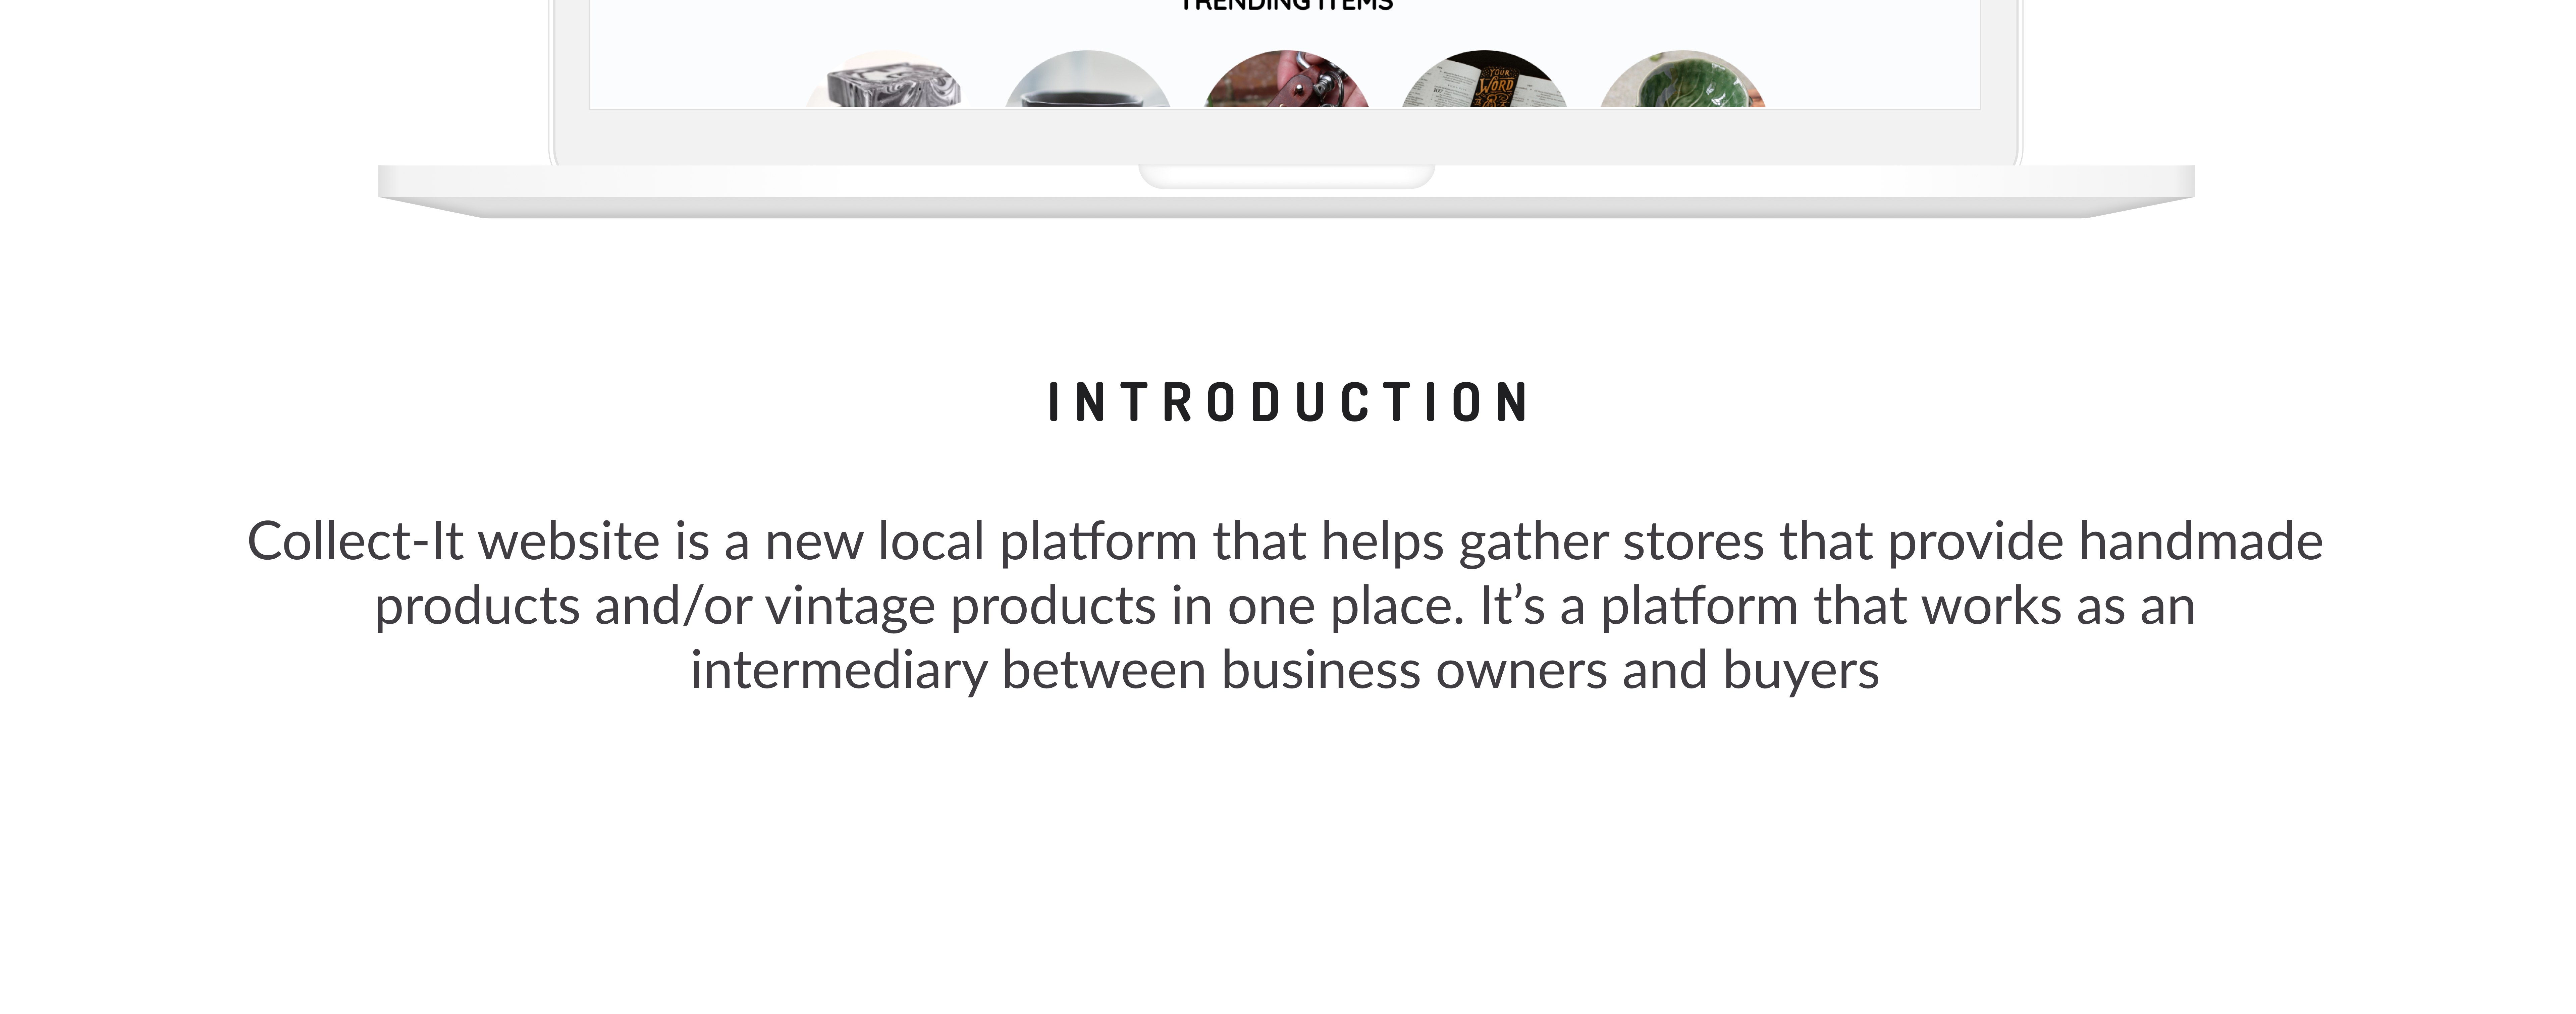 TRENDING ITEMS
YOUR
WORD
INTRODUCTION
Collect-It website is a new local platform that helps gather stores that provide handmade
products and/or vintage products in one place. It’s a platform that works as an
intermediary between business owners and buyers